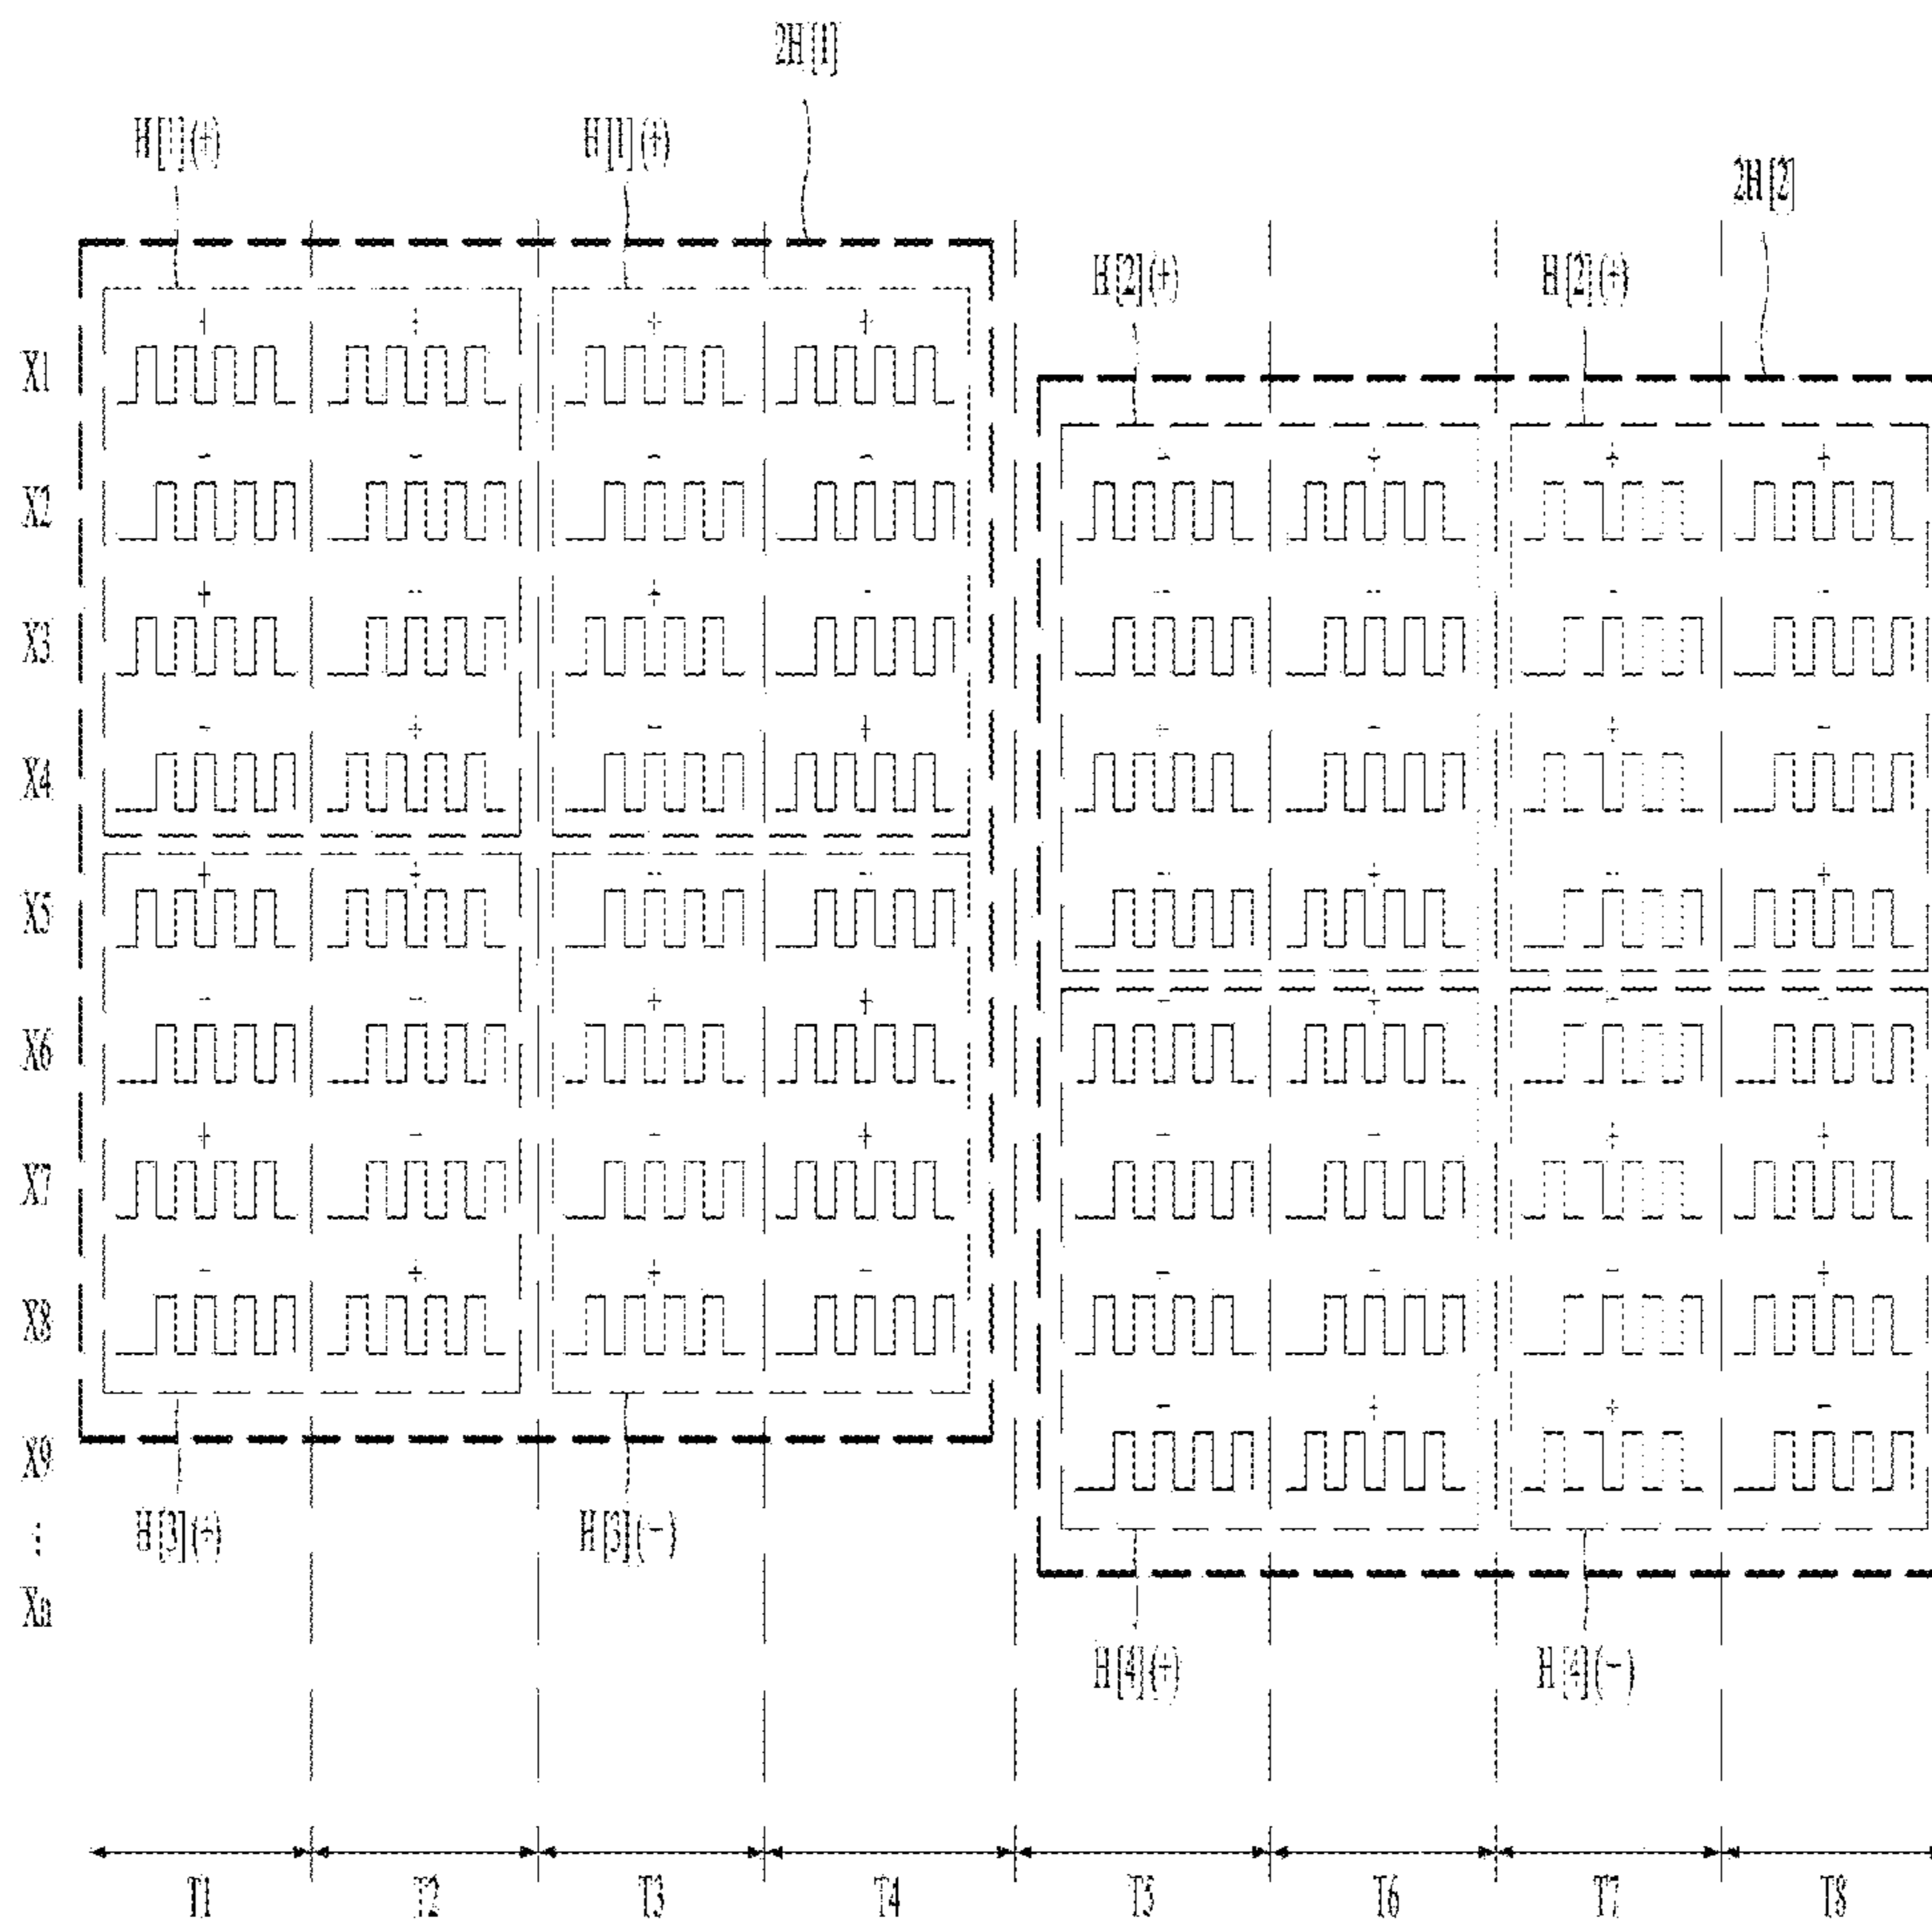 2H[1]
H[1](+)
H[1](+)
2H[2]
H[2](+)
H[2](+)
+ + + +
X1
- - - -
+ + + +
X2
+ - + -
- - - -
X3
- + - +
+ - + -
X4
+ + - -
- + - +
X5
- - + +
- + - -
X6
+ - - +
- - + +
X7
- + + -
- - - +
X8
- + + -
X9
⋮
Xn
H[3](+)
H[3](-)
H[4](+)
H[4](-)
T1
T2
T3
T4
T5
T6
T7
T8